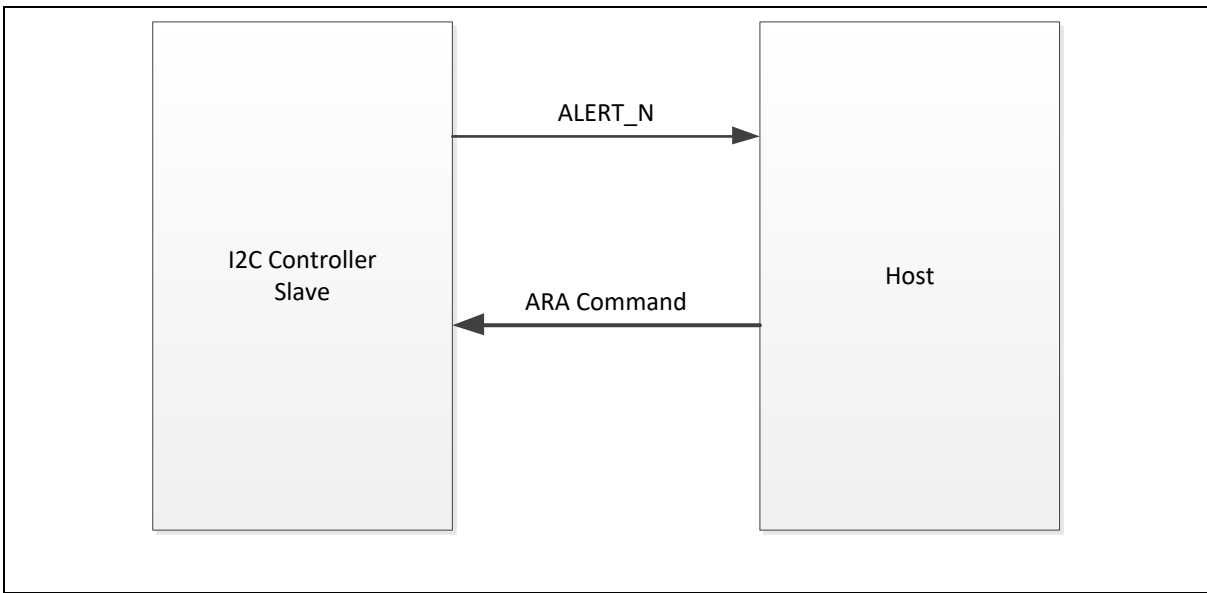 ALERT_N
I2C Controller
Slave
Host
ARA Command